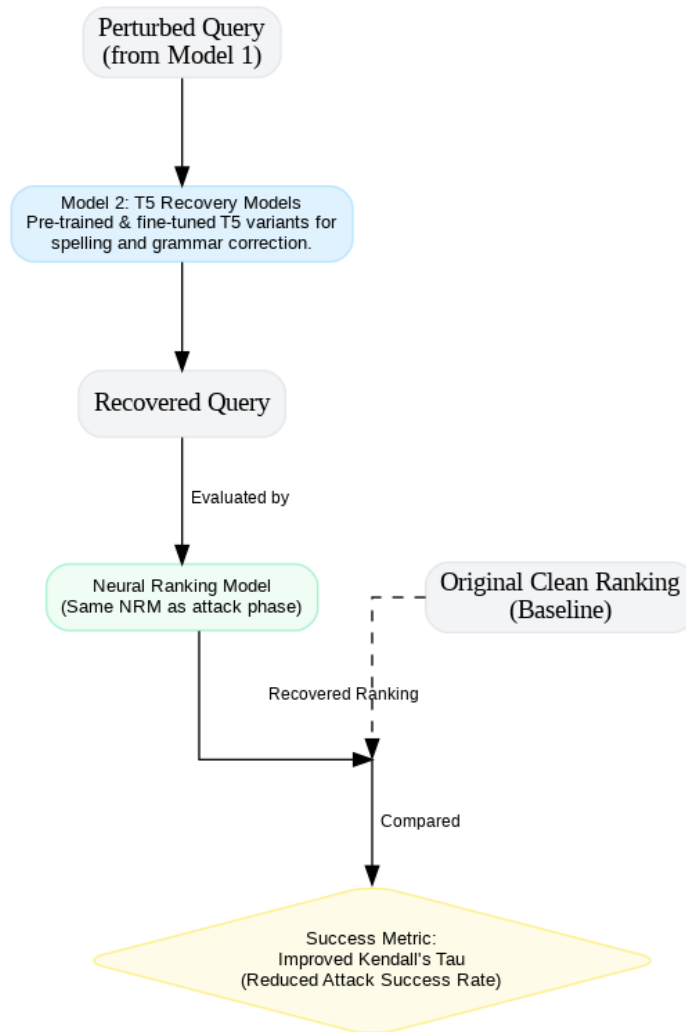 Perturbed Query
(from Model 1)
Model 2: T5 Recovery Models
Pre-trained & fine-tuned T5 variants for
spelling and grammar correction.
Recovered Query
Evaluated by
Neural Ranking Model
(Same NRM as attack phase)
Original Clean Ranking
(Baseline)
Recovered Ranking
Compared
Success Metric:
Improved Kendall's Tau
(Reduced Attack Success Rate)